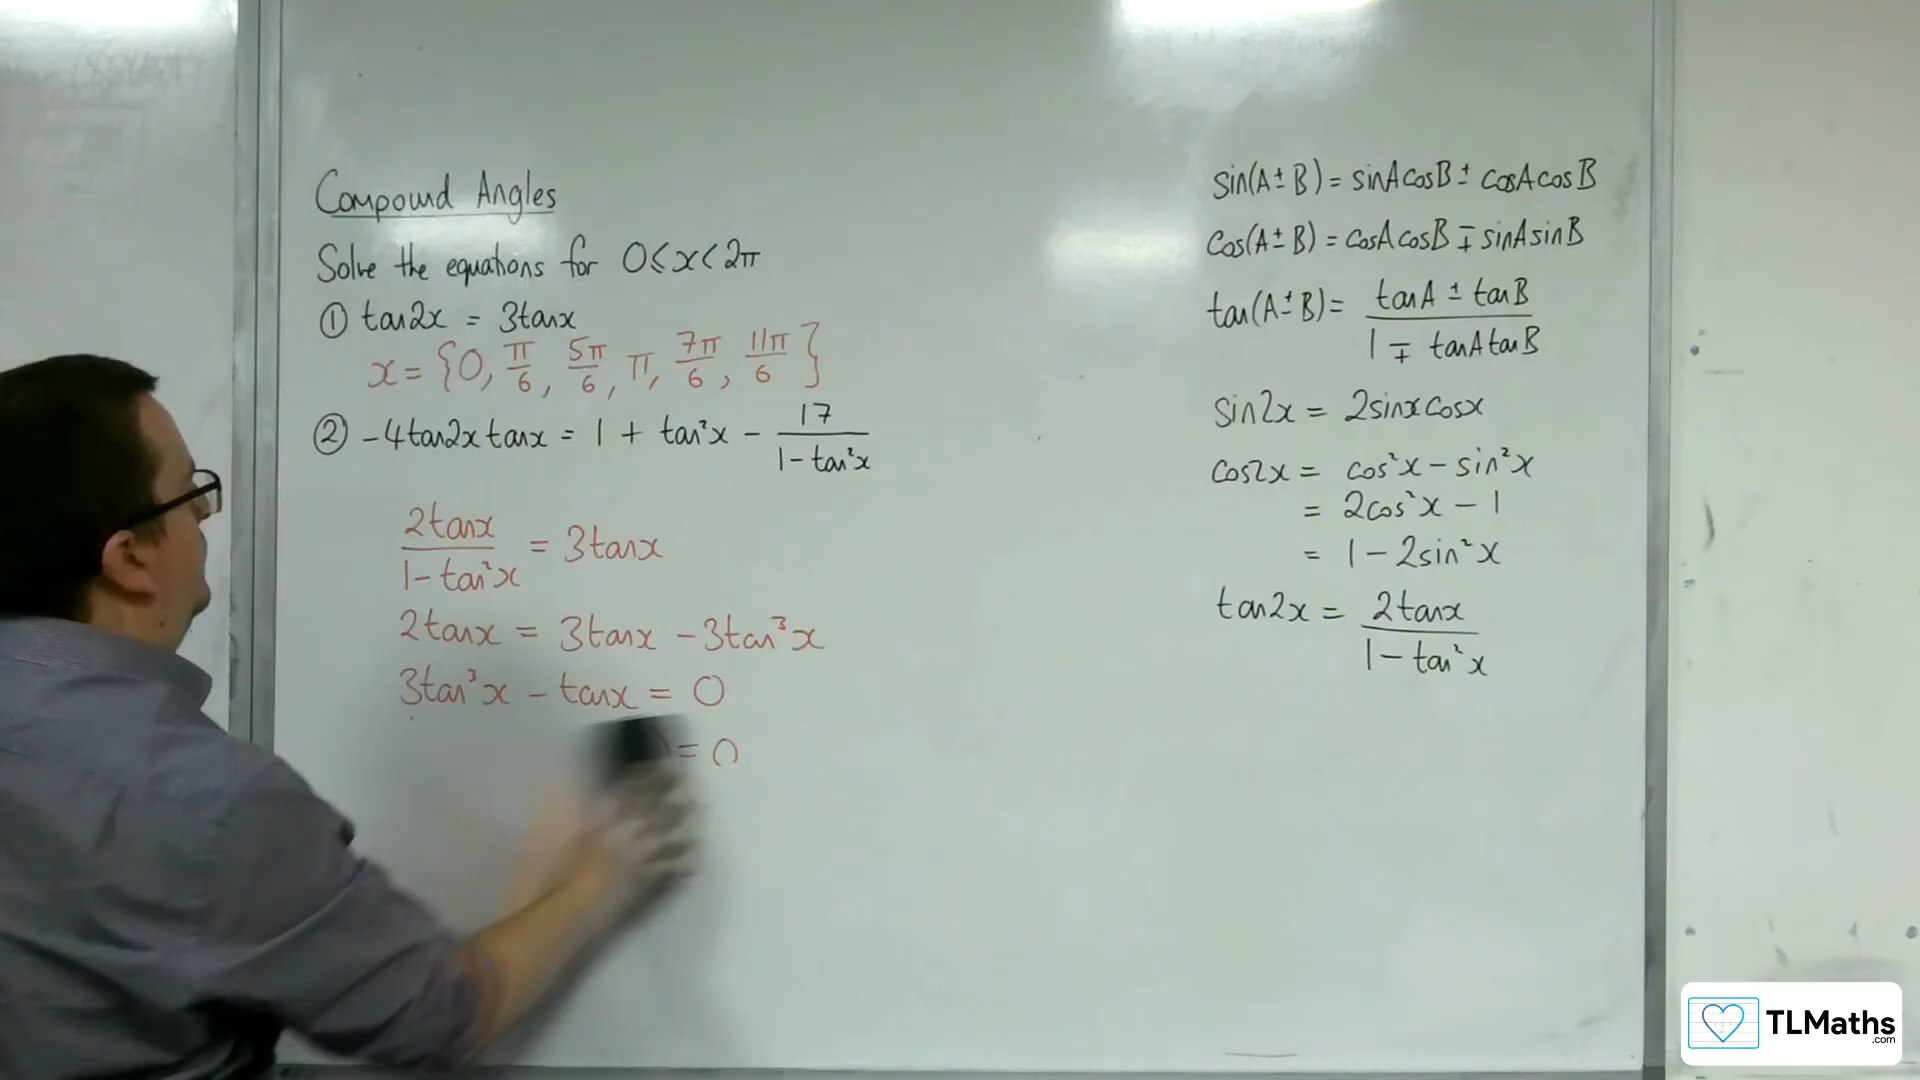 Compound Angles
Solve the equations for 0 ≤ x < 2π
① tan2x = 3tanx
x = {0, π/6, 5π/6, π, 7π/6, 11π/6}
② -4tan2x tanx = 1 + tan²x - 17/(1-tan²x)
2tanx/(1-tan²x) = 3tanx
2tanx = 3tanx - 3tan³x
3tan³x - tanx = 0
= 0
sin(A ± B) = sinAcosB ± cosAcosB
cos(A ± B) = cosAcosB ∓ sinAsinB
tan(A ± B) = (tanA ± tanB)/(1 ∓ tanAtanB)
sin2x = 2sinxcosx
cos2x = cos²x - sin²x
= 2cos²x - 1
= 1 - 2sin²x
tan2x = 2tanx/(1-tan²x)
TLMaths
.com